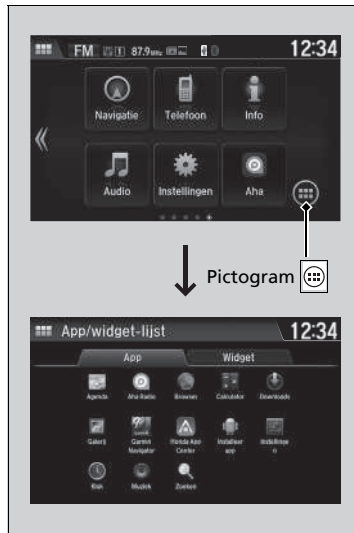 FM 87.9 12:34
Navigatie Telefoon Info
Audio Instellingen Aha
Pictogram
App/widget-lijst 12:34
App Widget
Agenda Aha Radio Browser Calculator Downloads
Galerij Garmin Navigator Honda App Center Installeer app Instellingen
Klok Muziek Zoeken